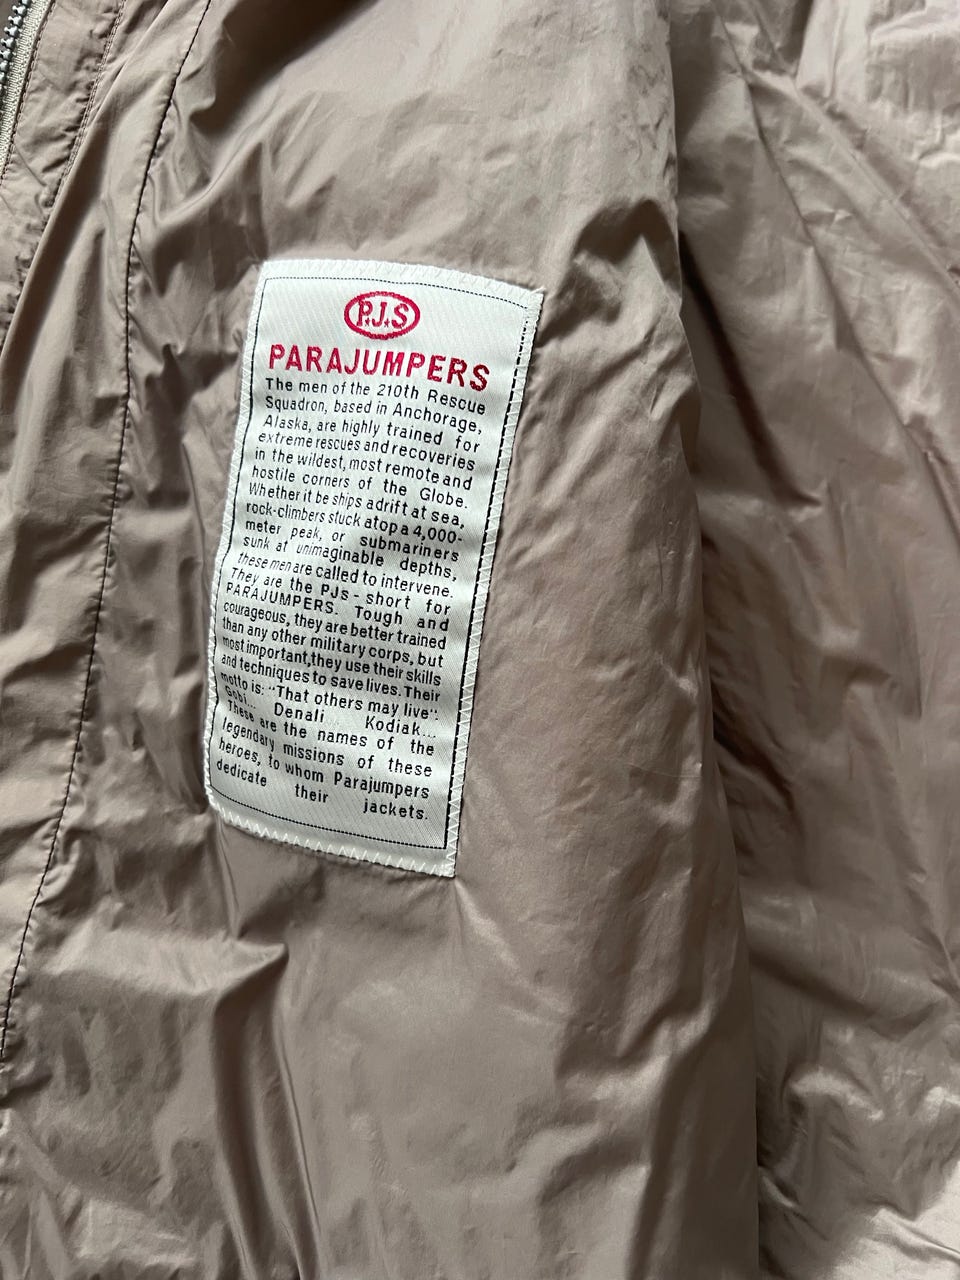 P.J.S
PARAJUMPERS
The men of the 210th Rescue
Squadron, based in Anchorage,
Alaska, are highly trained for
extreme rescues and recoveries
in the wildest, most remote and
hostile corners of the Globe.
Whether it be ships adrift at sea,
rock-climbers stuck atop a 4,000-
meter peak, or submariners
sunk at unimaginable depths,
these men are called to intervene.
They are the PJs - short for
PARAJUMPERS. Tough and
courageous, they are better trained
than any other military corps, but
most important, they use their skills
and techniques to save lives. Their
motto is: "That others may live".
Gobi... Denali Kodiak...
These are the names of the
legendary missions of these
heroes, to whom Parajumpers
dedicate their jackets.